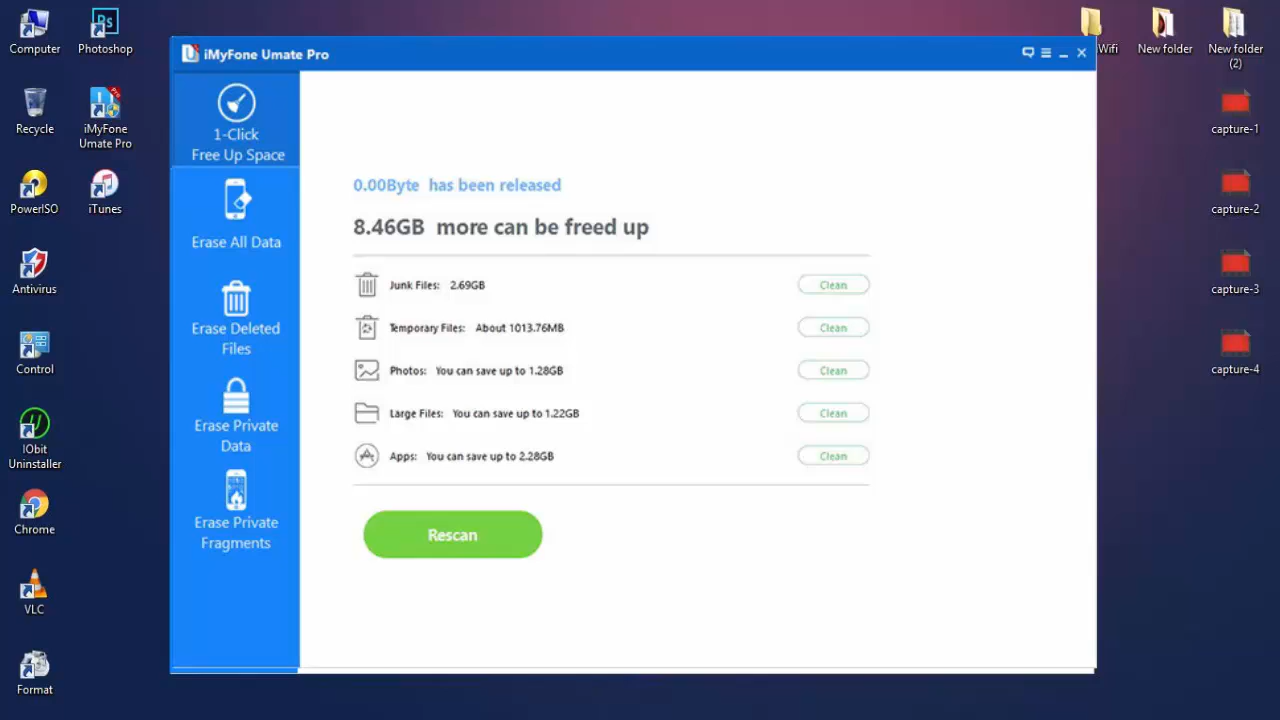 Computer
Photoshop
Recycle
iMyFone
Umate Pro
PowerISO
iTunes
Antivirus
Control
IObit
Uninstaller
Chrome
VLC
Format
iMyFone Umate Pro
1-Click
Free Up Space
Erase All Data
Erase Deleted
Files
Erase Private
Data
Erase Private
Fragments
0.00Byte has been released
8.46GB more can be freed up
Junk Files: 2.69GB
Clean
Temporary Files: About 1013.76MB
Clean
Photos: You can save up to 1.28GB
Clean
Large Files: You can save up to 1.22GB
Clean
Apps: You can save up to 2.28GB
Clean
Rescan
Wifi
New folder
New folder
(2)
capture-1
capture-2
capture-3
capture-4